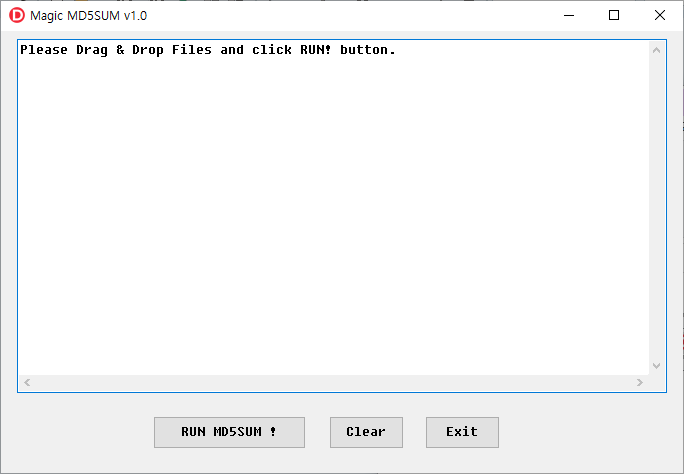 D Magic MD5SUM v1.0
Please Drag & Drop Files and click RUN! button.
RUN MD5SUM ! Clear Exit